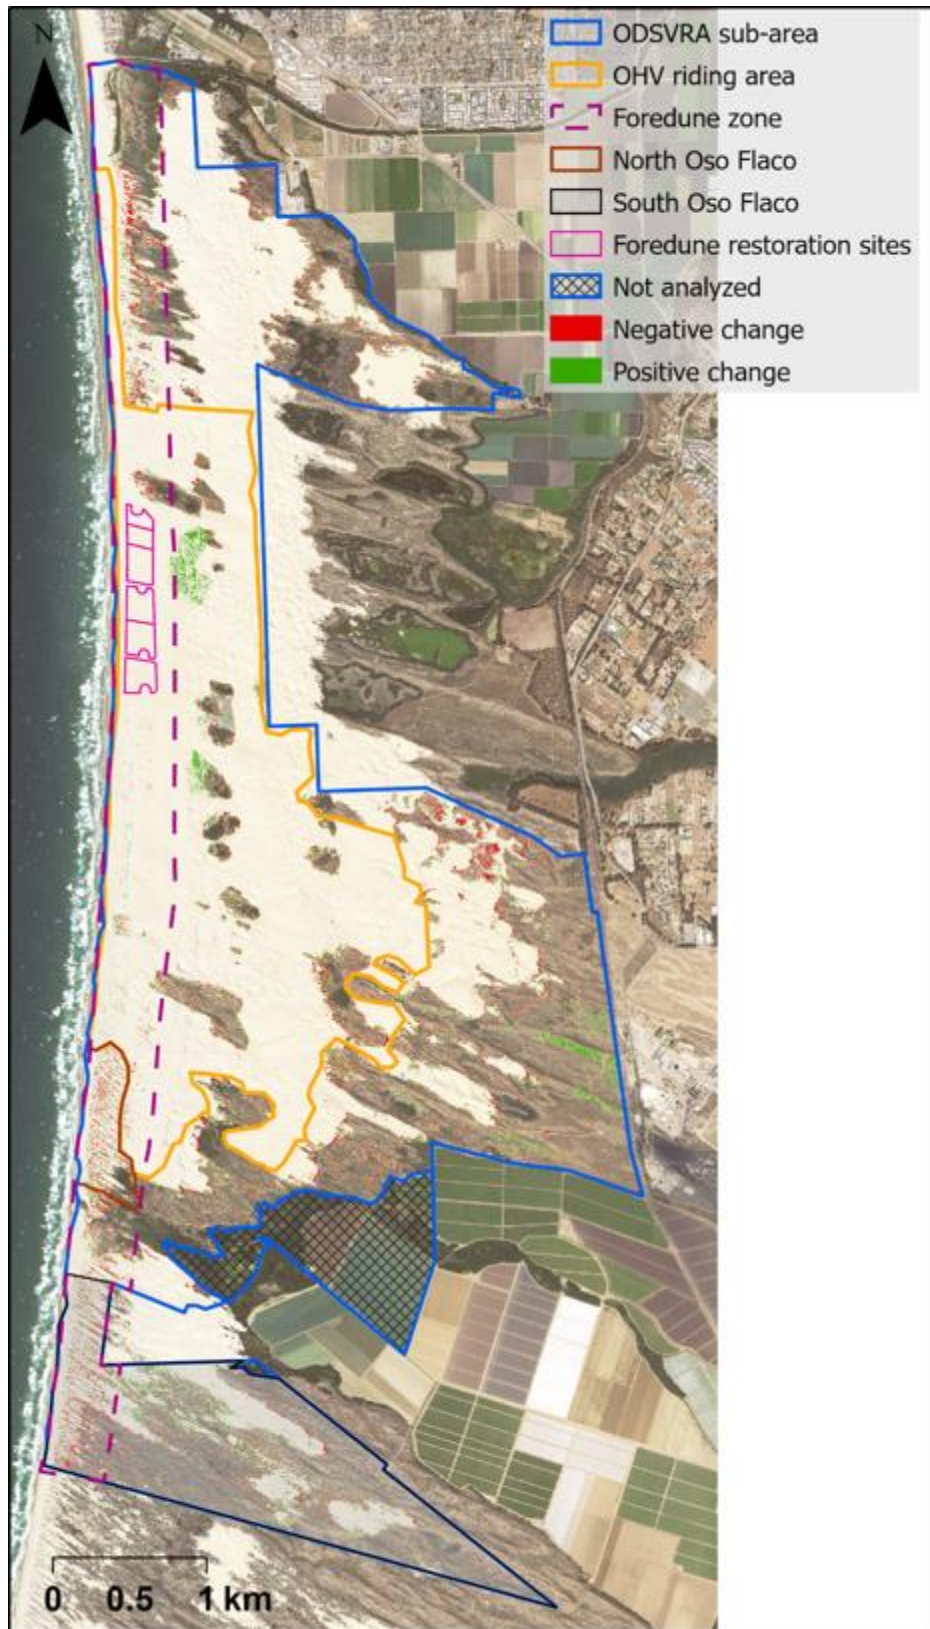 N
ODSVRA sub-area
OHV riding area
Foredune zone
North Oso Flaco
South Oso Flaco
Foredune restoration sites
Not analyzed
Negative change
Positive change
0 0.5 1 km